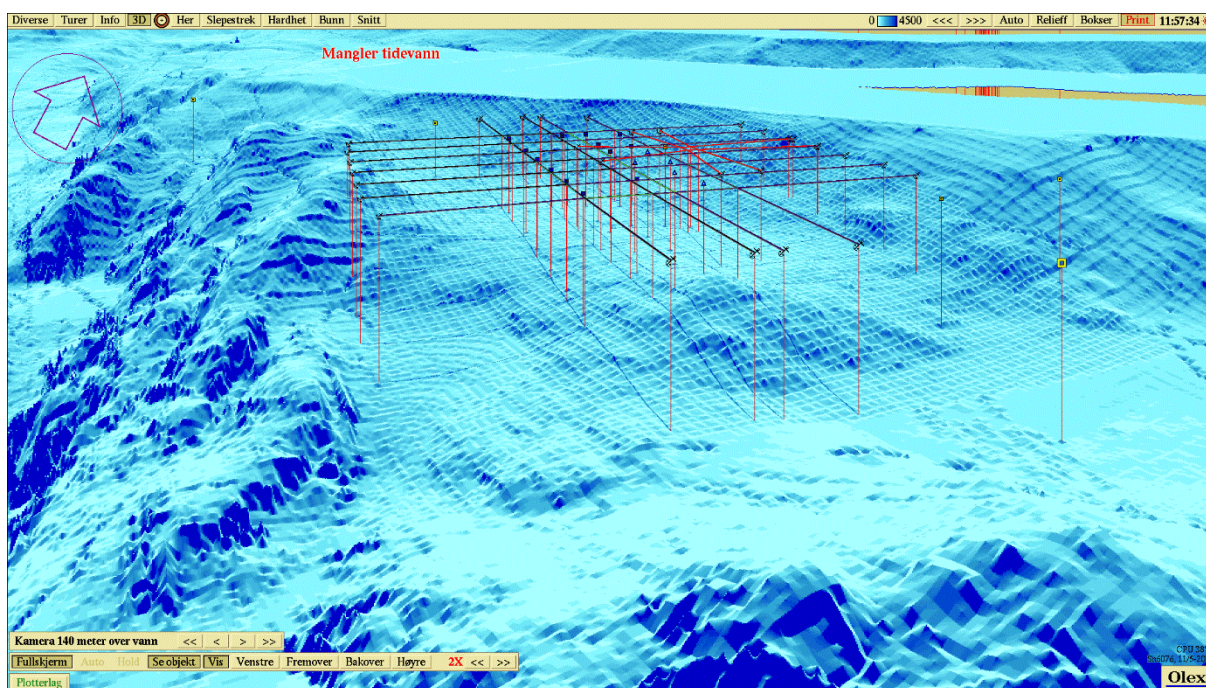 Diverse Turer Info 3D Her Slepestrek Hardhet Bunn Snitt 0 4500 <<< >>> Auto Relieff Bokser Print 11:57:34
Mangler tidevann
Kamera 140 meter over vann << < > >>
Fullskjerm Auto Hold Se objekt Vis Venstre Fremover Bakover Høyre 2X << >>
CPU 38
Plotterlag
Olex